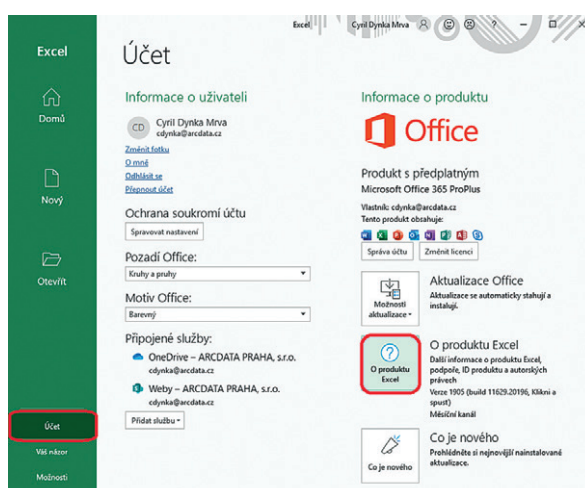 Excel
Cyril Dynka Mrva
?
Excel
Účet
Domů
Nový
Otevřít
Účet
Váš názor
Možnosti
Informace o uživateli
CD
Cyril Dynka Mrva
cdynka@arcdata.cz
Změnit fotku
O mně
Odhlásit se
Přepnout účet
Ochrana soukromí účtu
Spravovat nastavení
Pozadí Office:
Kruhy a pruhy
Motiv Office:
Barevný
Připojené služby:
OneDrive – ARCDATA PRAHA, s.r.o.
cdynka@arcdata.cz
Weby – ARCDATA PRAHA, s.r.o.
cdynka@arcdata.cz
Přidat službu
Informace o produktu
Office
Produkt s předplatným
Microsoft Office 365 ProPlus
Vlastník: cdynka@arcdata.cz
Tento produkt obsahuje:
Správa účtu
Změnit licenci
Možnosti
aktualizace
Aktualizace Office
Aktualizace se automaticky stahují a
instalují.
?
O produktu
Excel
O produktu Excel
Další informace o produktu Excel,
podpoře, ID produktu a autorských
právech
Verze 1905 (build 11629.20196, Klikni a
spusť)
Měsíční kanál
Co je nového
Co je nového
Prohlédněte si nejnovější nainstalované
aktualizace.